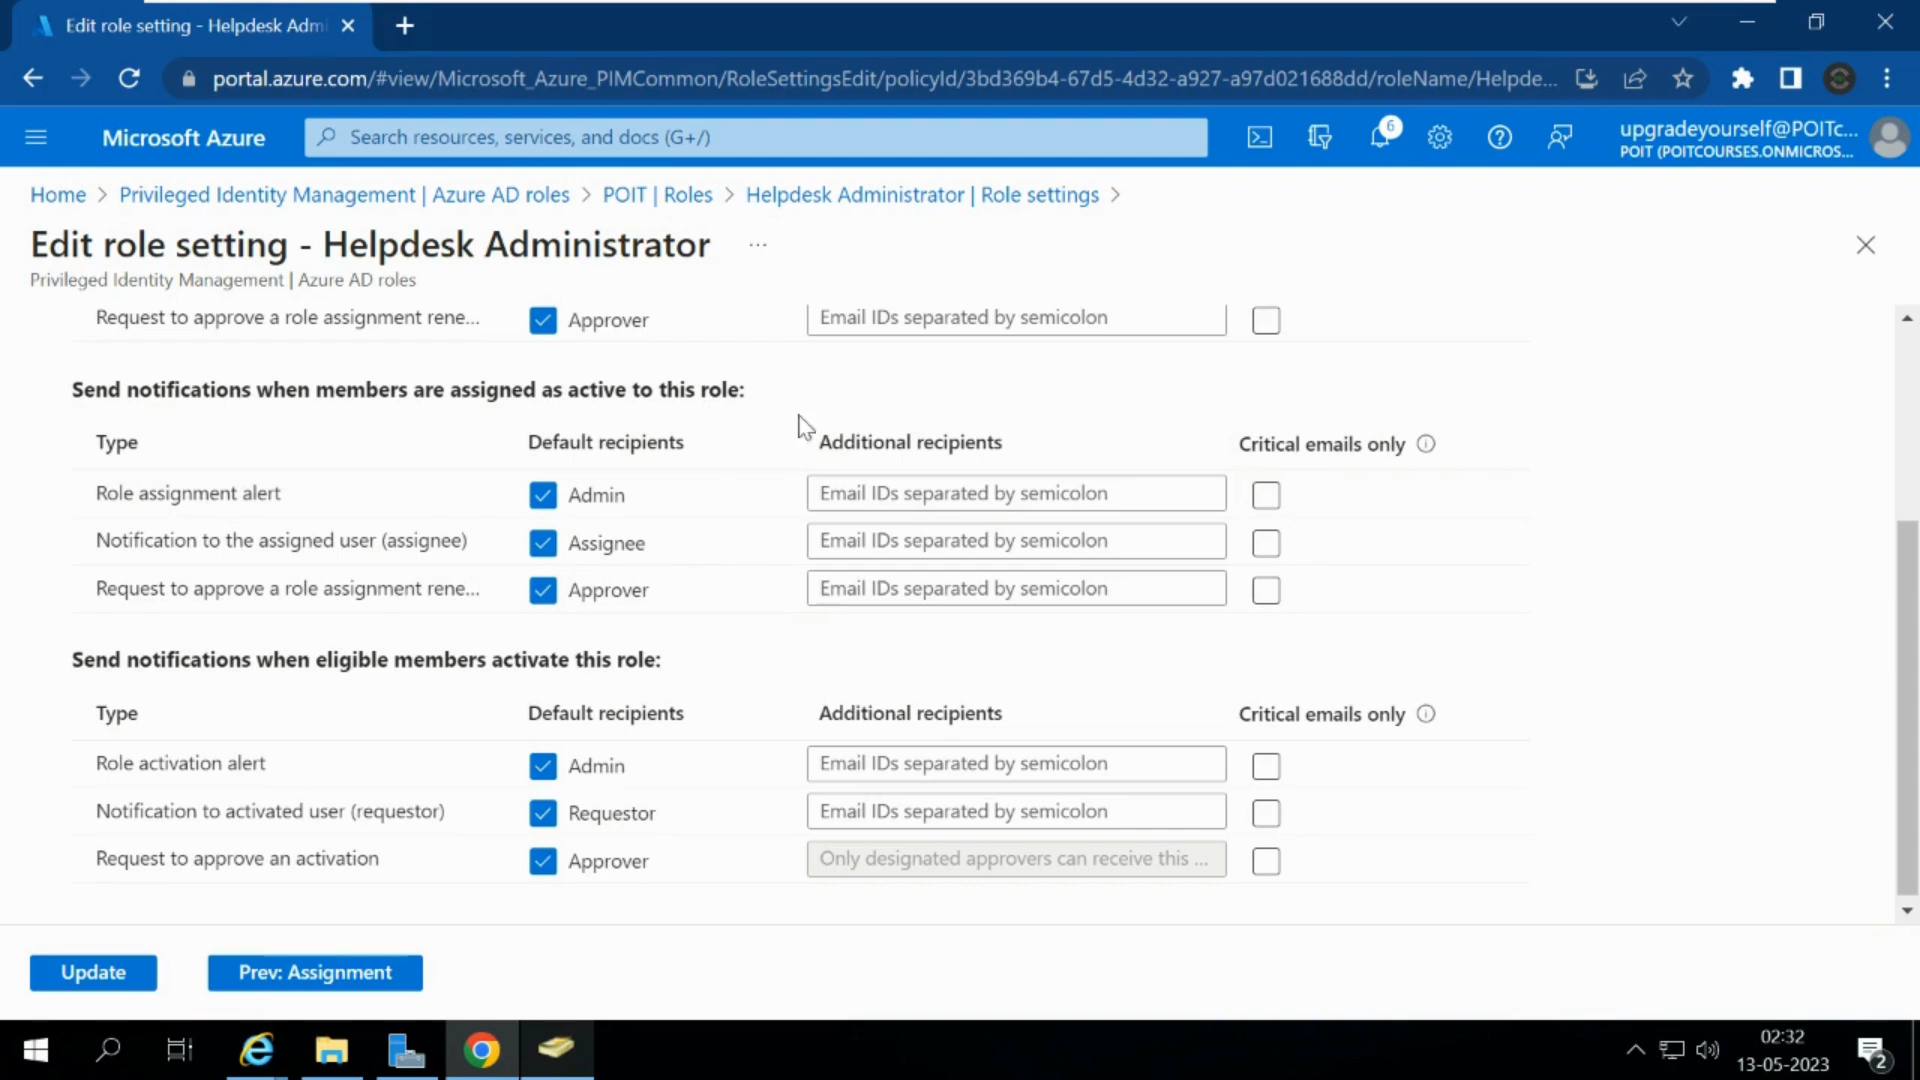 Edit role setting - Helpdesk Adm
portal.azure.com/#view/Microsoft_Azure_PIMCommon/RoleSettingsEdit/policyId/3bd369b4-67d5-4d32-a927-a97d021688dd/roleName/Helpde...
Microsoft Azure
Search resources, services, and docs (G+/)
6
upgradeyourself@POITc...
POIT (POITCOURSES.ONMICROS...
Home > Privileged Identity Management | Azure AD roles > POIT | Roles > Helpdesk Administrator | Role settings >
Edit role setting - Helpdesk Administrator ...
Privileged Identity Management | Azure AD roles
Request to approve a role assignment rene... Approver Email IDs separated by semicolon
Send notifications when members are assigned as active to this role:
Type Default recipients Additional recipients Critical emails only
Role assignment alert Admin Email IDs separated by semicolon
Notification to the assigned user (assignee) Assignee Email IDs separated by semicolon
Request to approve a role assignment rene... Approver Email IDs separated by semicolon
Send notifications when eligible members activate this role:
Type Default recipients Additional recipients Critical emails only
Role activation alert Admin Email IDs separated by semicolon
Notification to activated user (requestor) Requestor Email IDs separated by semicolon
Request to approve an activation Approver Only designated approvers can receive this ...
Update Prev: Assignment
02:32
13-05-2023
2